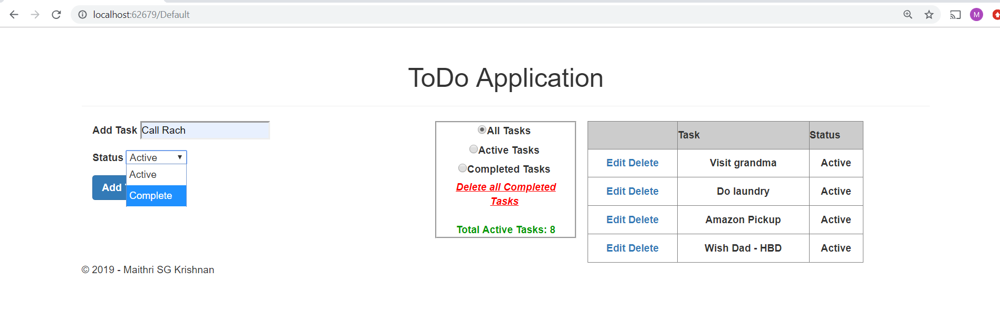 localhost:62679/Default
M
ToDo Application
Add Task Call Rach
Status Active
Active
Complete
Add
All Tasks
Active Tasks
Completed Tasks
Delete all Completed
Tasks
Total Active Tasks: 8
Task Status
Edit Delete Visit grandma Active
Edit Delete Do laundry Active
Edit Delete Amazon Pickup Active
Edit Delete Wish Dad - HBD Active
© 2019 - Maithri SG Krishnan